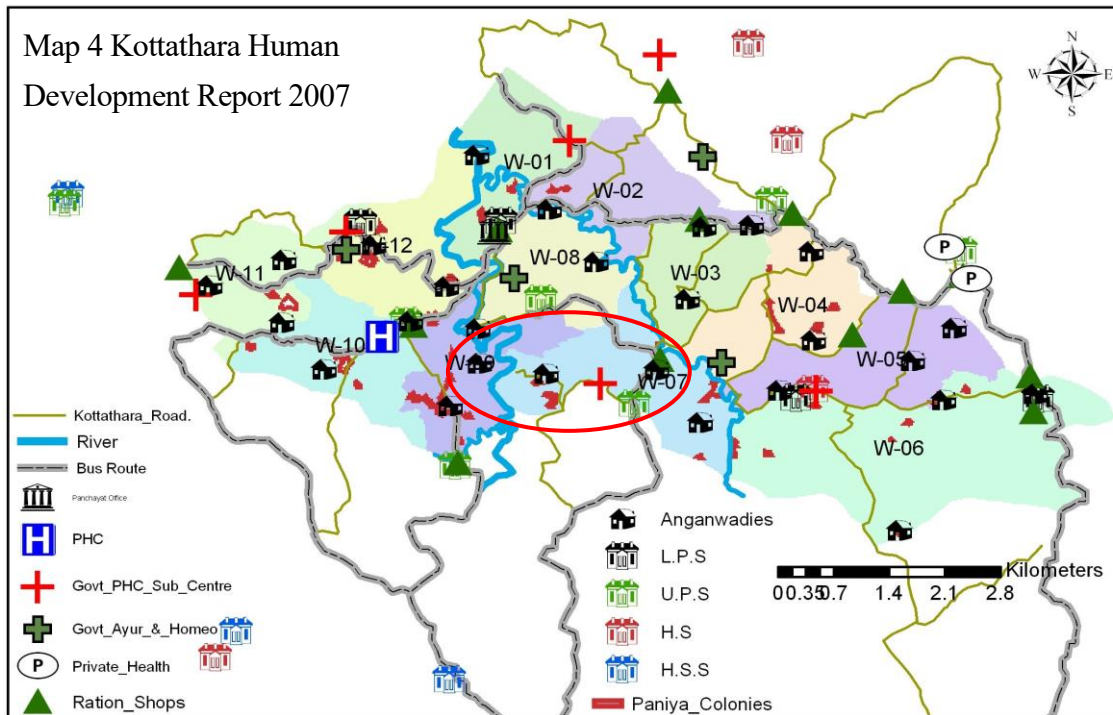 Map 4 Kottathara Human
Development Report 2007
N
W E
S
W-01
W-02
W-08
12
W-11
W-03
P
P
W-04
W-10
W-05
W-07
W-06
Kottathara_Road.
River
Bus Route
Panchayat Office
H
PHC
Govt_PHC_Sub_Centre
Govt_Ayur_&_Homeo
P
Private_Health
Ration_Shops
Anganwadies
L.P.S
U.P.S
H.S
H.S.S
Paniya_Colonies
Kilometers
0 0.35 0.7 1.4 2.1 2.8
H